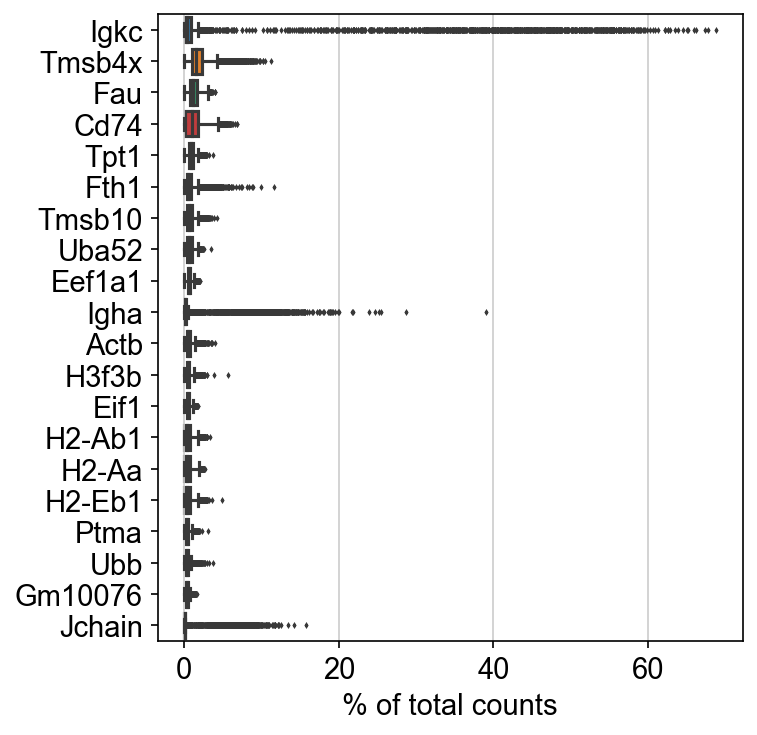 Igkc
Tmsb4x
Fau
Cd74
Tpt1
Fth1
Tmsb10
Uba52
Eef1a1
Igha
Actb
H3f3b
Eif1
H2-Ab1
H2-Aa
H2-Eb1
Ptma
Ubb
Gm10076
Jchain
0 20 40 60
% of total counts